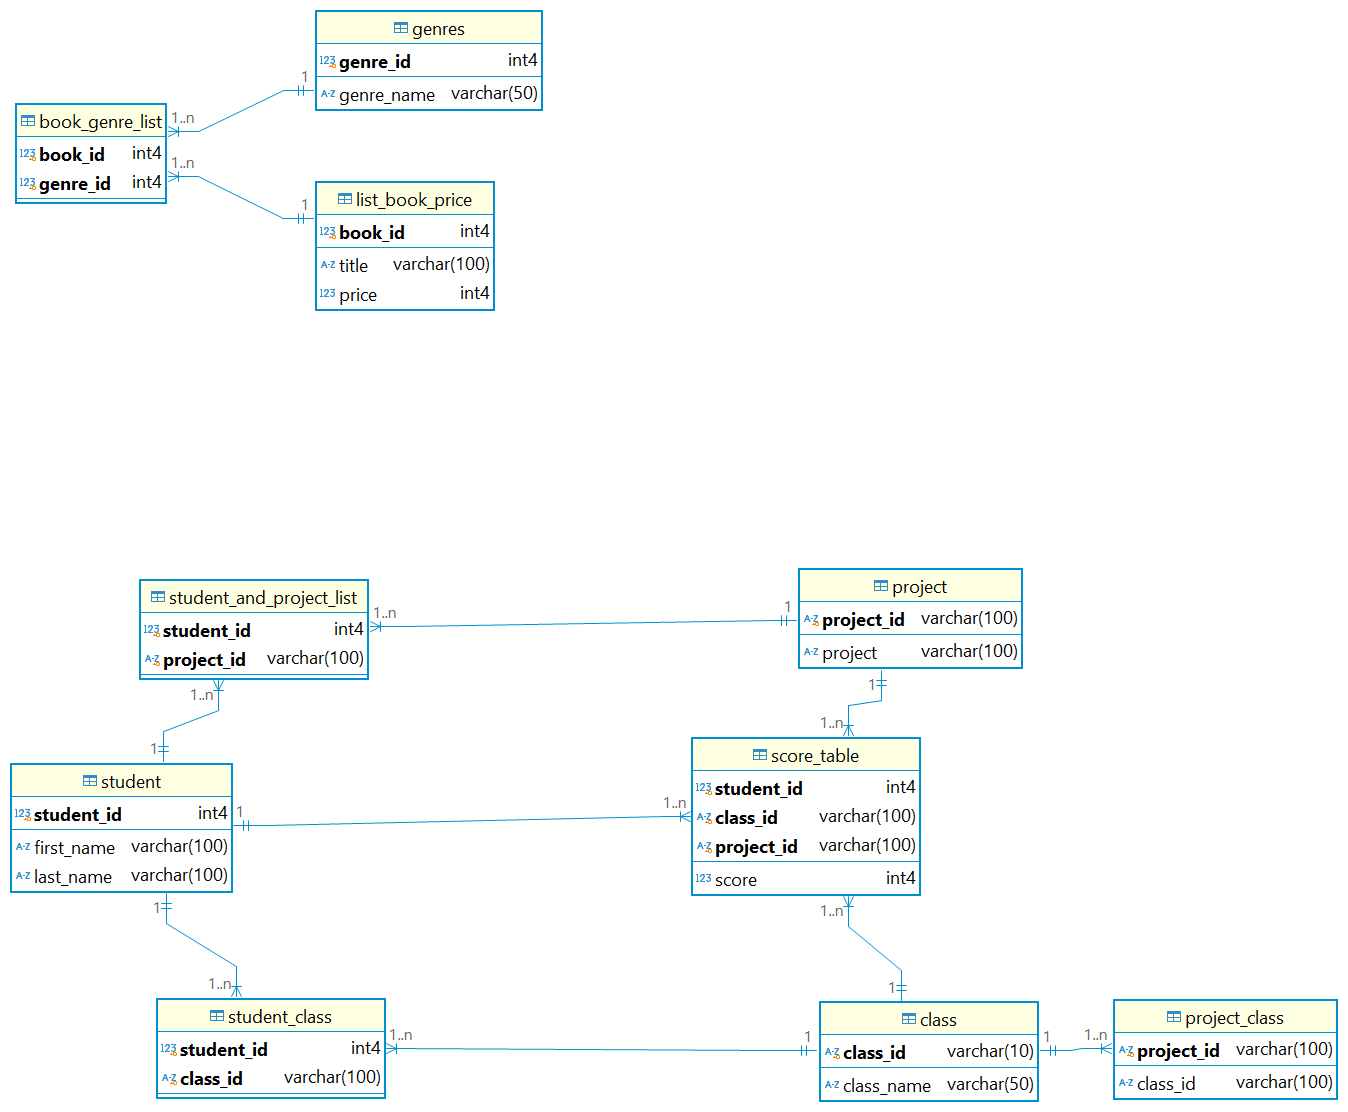 genres
123 genre_id int4
A-Z genre_name varchar(50)
1
1..n
book_genre_list
123 book_id int4
123 genre_id int4
1..n
1
list_book_price
123 book_id int4
A-Z title varchar(100)
123 price int4
student_and_project_list
123 student_id int4
A-Z project_id varchar(100)
1..n
1
project
A-Z project_id varchar(100)
A-Z project varchar(100)
1..n
1
1
1..n
student
123 student_id int4
A-Z first_name varchar(100)
A-Z last_name varchar(100)
1
1..n
score_table
123 student_id int4
A-Z class_id varchar(100)
A-Z project_id varchar(100)
123 score int4
1
1..n
1..n
1
student_class
123 student_id int4
A-Z class_id varchar(100)
1..n
1
class
A-Z class_id varchar(10)
A-Z class_name varchar(50)
1
1..n
project_class
A-Z project_id varchar(100)
A-Z class_id varchar(100)